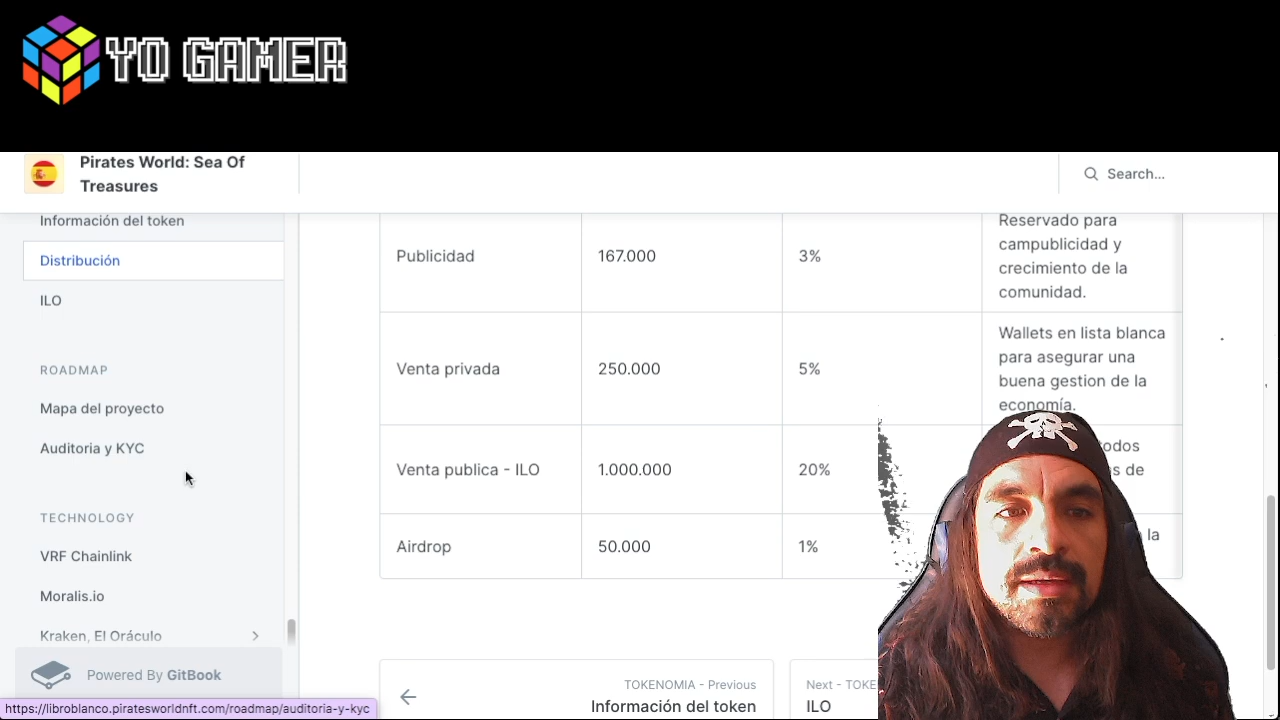 YO GAMER
Pirates World: Sea Of
Treasures
Search...
Información del token
Distribución
ILO
ROADMAP
Mapa del proyecto
Auditoria y KYC
TECHNOLOGY
VRF Chainlink
Moralis.io
Kraken, El Oráculo
Powered By GitBook
https://libroblanco.piratesworldnft.com/roadmap/auditoria-y-kyc
Publicidad
167.000
3%
Reservado para
campublicidad y
crecimiento de la
comunidad.
Venta privada
250.000
5%
Wallets en lista blanca
para asegurar una
buena gestion de la
economía.
Venta publica - ILO
1.000.000
20%
de
Airdrop
50.000
1%
la
TOKENOMIA - Previous
Información del token
Next - TOKE
ILO